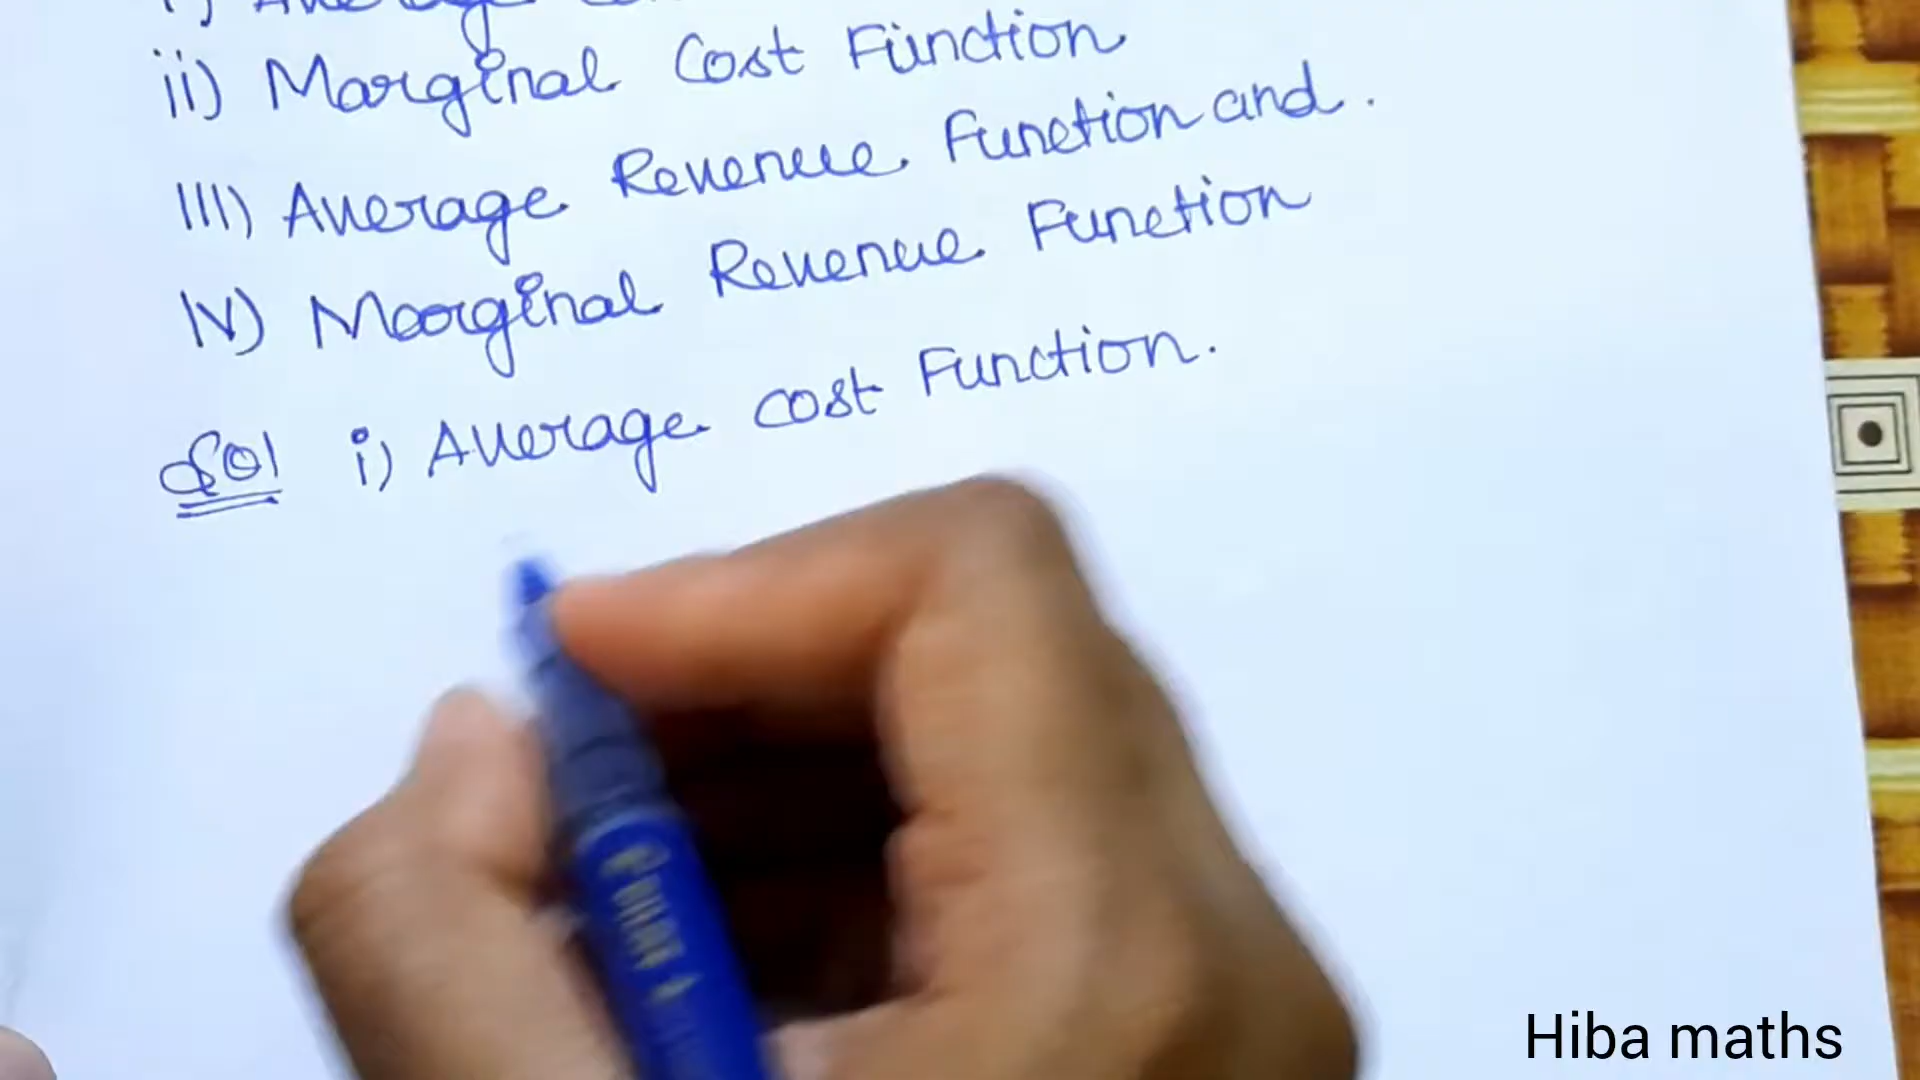 ii) Marginal Cost Function
III) Average Revenue Function and.
IV) Marginal Revenue Function
Sol i) Average cost Function.
PILOT
Hiba maths